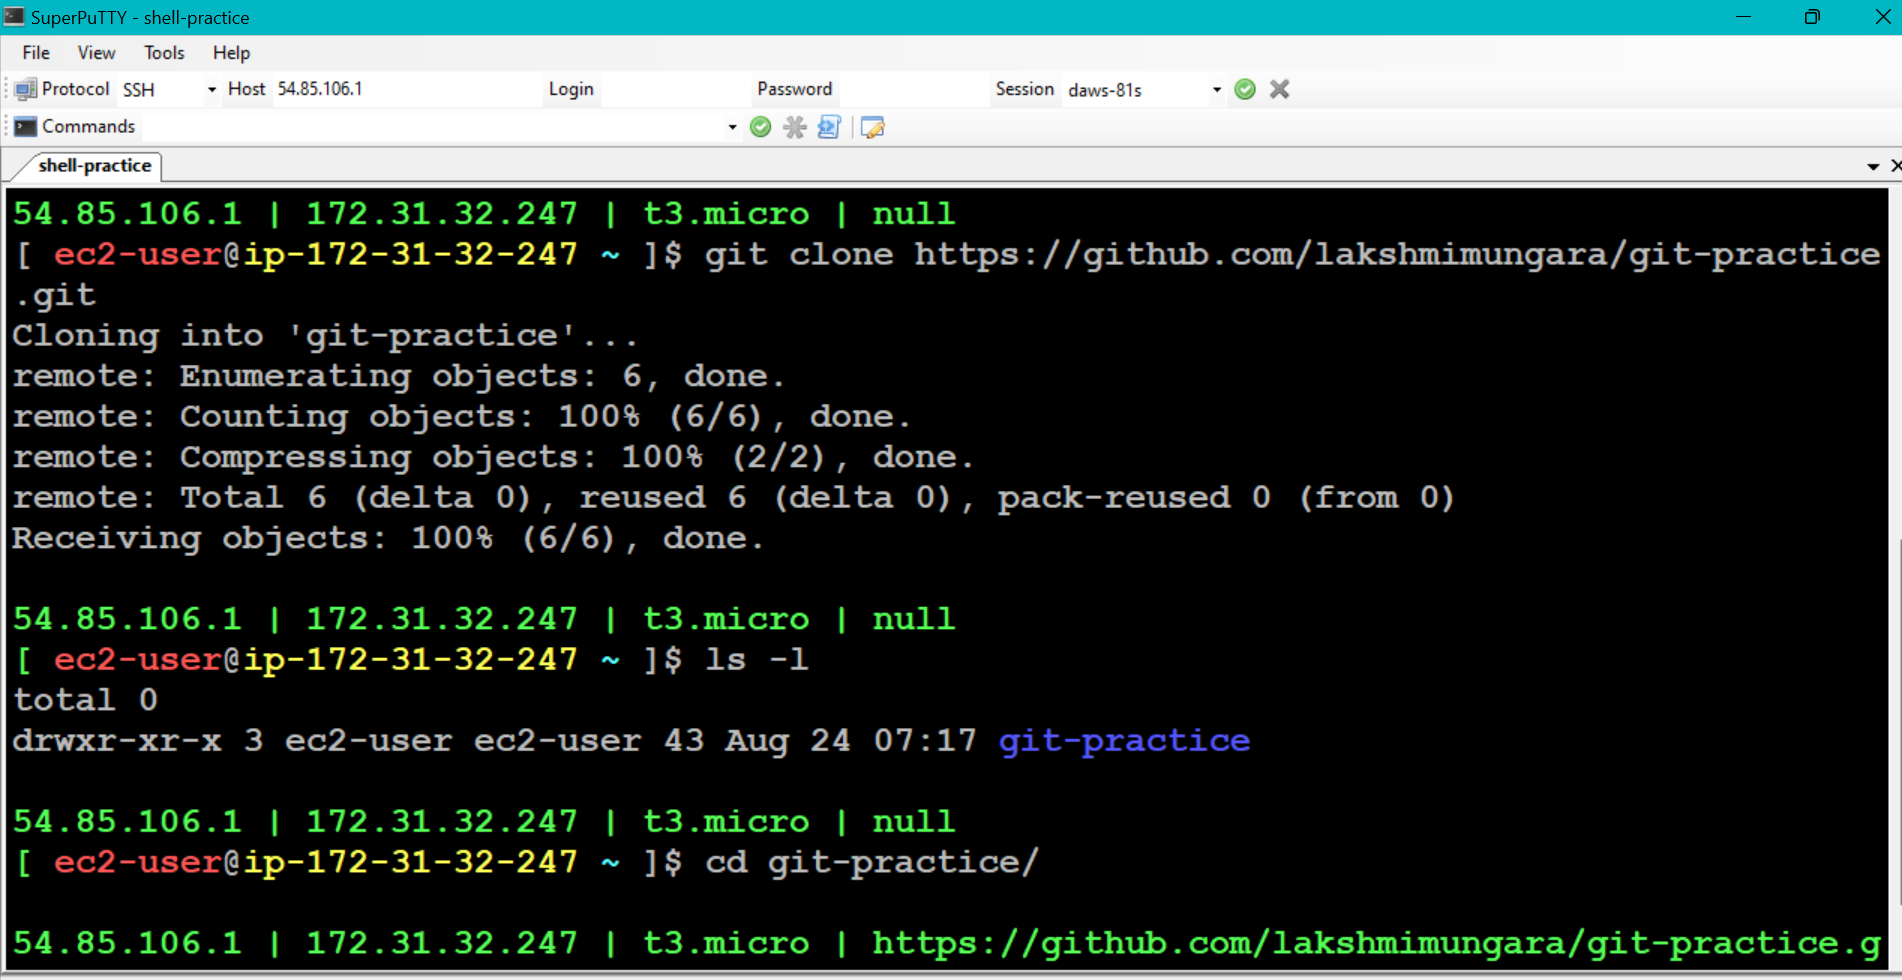 SuperPuTTY - shell-practice
File View Tools Help
Protocol SSH Host 54.85.106.1 Login Password Session daws-81s
Commands
shell-practice
54.85.106.1 | 172.31.32.247 | t3.micro | null
[ ec2-user@ip-172-31-32-247 ~ ]$ git clone https://github.com/lakshmimungara/git-practice
.git
Cloning into 'git-practice'...
remote: Enumerating objects: 6, done.
remote: Counting objects: 100% (6/6), done.
remote: Compressing objects: 100% (2/2), done.
remote: Total 6 (delta 0), reused 6 (delta 0), pack-reused 0 (from 0)
Receiving objects: 100% (6/6), done.
54.85.106.1 | 172.31.32.247 | t3.micro | null
[ ec2-user@ip-172-31-32-247 ~ ]$ ls -l
total 0
drwxr-xr-x 3 ec2-user ec2-user 43 Aug 24 07:17 git-practice
54.85.106.1 | 172.31.32.247 | t3.micro | null
[ ec2-user@ip-172-31-32-247 ~ ]$ cd git-practice/
54.85.106.1 | 172.31.32.247 | t3.micro | https://github.com/lakshmimungara/git-practice.g